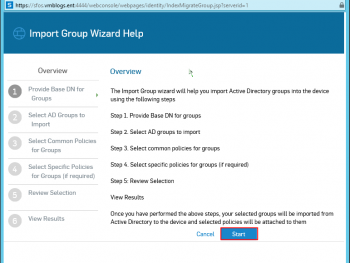 https://sfos.vmblogs.ent:4444/webconsole/webpages/identity/IndexMigrateGroup.jsp?serverid=1
Import Group Wizard Help
Overview
1 Provide Base DN for
Groups
2 Select AD Groups to
Import
3 Select Common Policies
for Groups
4 Select Specific Policies
for Groups (if required)
5 Review Selection
6 View Results
Overview
The Import Group Wizard will help you import Active Directory groups into the device
using the following steps
Step 1. Provide Base DN for groups
Step 2. Select AD groups to import
Step 3. Select common policies for groups
Step 4. Select specific policies for groups (if required)
Step 5: Review Selection
View Results
Once you have performed the above steps, your selected groups will be imported from
Active Directory to the device and selected policies will be attached to them
Cancel Start